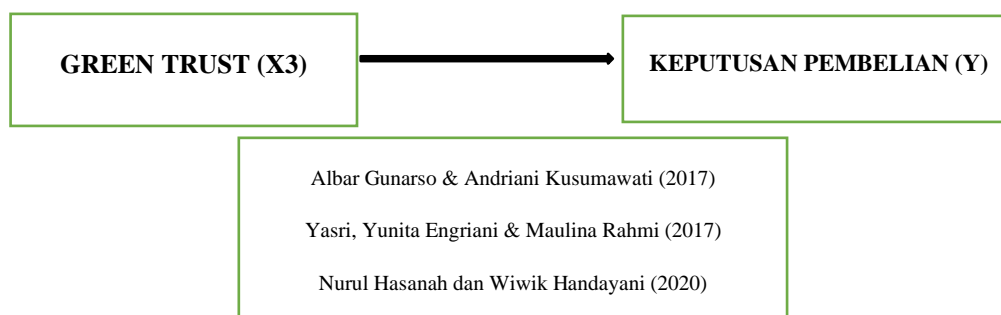 GREEN TRUST (X3)
KEPUTUSAN PEMBELIAN (Y)
Albar Gunarso & Andriani Kusumawati (2017)
Yasri, Yunita Engriani & Maulina Rahmi (2017)
Nurul Hasanah dan Wiwik Handayani (2020)